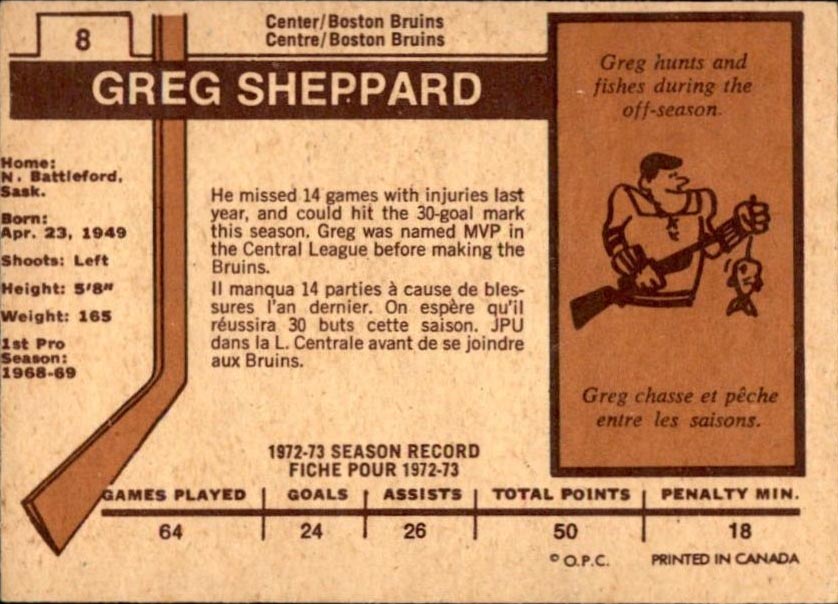 8
Center/Boston Bruins
Centre/Boston Bruins
GREG SHEPPARD
Home:
N. Battleford,
Sask.
Born:
Apr. 23, 1949
Shoots: Left
Height: 5'8"
Weight: 165
1st Pro
Season:
1968-69
He missed 14 games with injuries last
year, and could hit the 30-goal mark
this season. Greg was named MVP in
the Central League before making the
Bruins.
Il manqua 14 parties à cause de bles-
sures l'an dernier. On espère qu'il
réussira 30 buts cette saison. JPU
dans la L. Centrale avant de se joindre
aux Bruins.
Greg hunts and
fishes during the
off-season.
Greg chasse et pêche
entre les saisons.
1972-73 SEASON RECORD
FICHE POUR 1972-73
GAMES PLAYED GOALS ASSISTS TOTAL POINTS PENALTY MIN.
64 24 26 50 18
© O.P.C. PRINTED IN CANADA